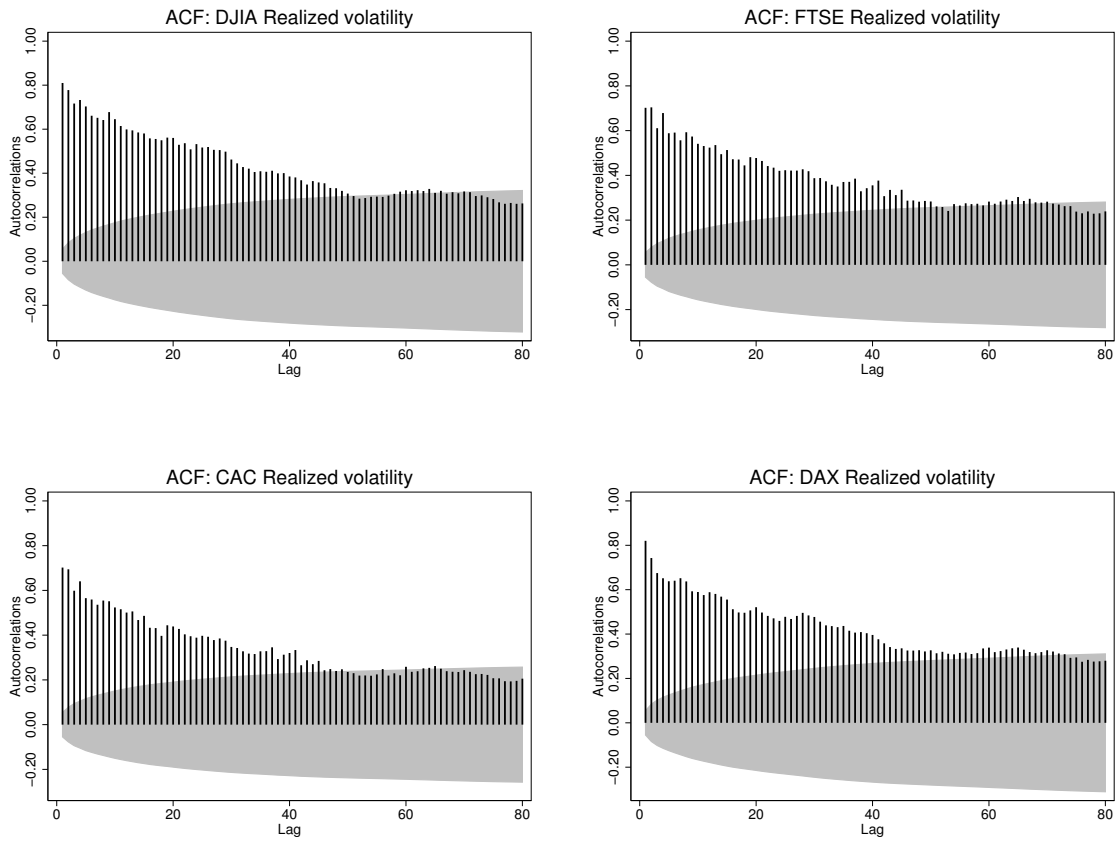 ACF: DJIA Realized volatility
Autocorrelations
1.00
0.80
0.60
0.40
0.20
0.00
−0.20
0 20 40 60 80
Lag
ACF: FTSE Realized volatility
Autocorrelations
1.00
0.80
0.60
0.40
0.20
0.00
−0.20
0 20 40 60 80
Lag
ACF: CAC Realized volatility
Autocorrelations
1.00
0.80
0.60
0.40
0.20
0.00
−0.20
0 20 40 60 80
Lag
ACF: DAX Realized volatility
Autocorrelations
1.00
0.80
0.60
0.40
0.20
0.00
−0.20
0 20 40 60 80
Lag